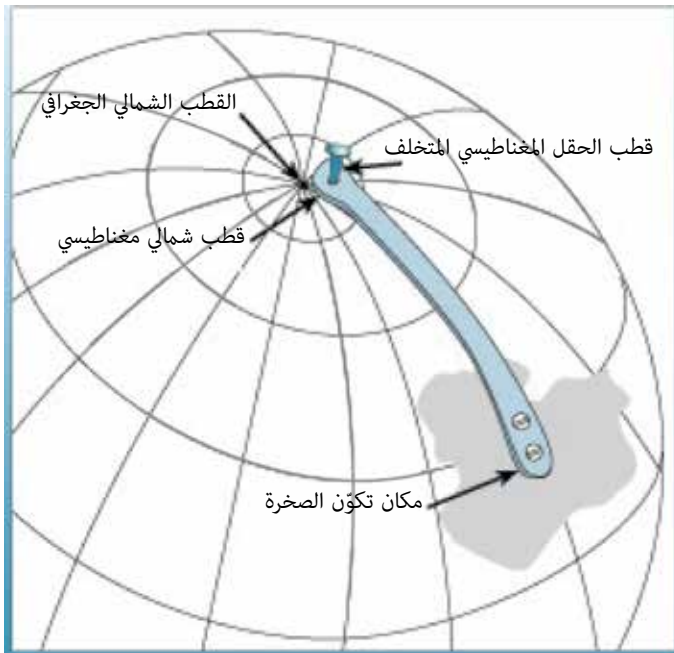 القطب الشمالي الجغرافي
قطب الحقل المغناطيسي المتخلف
قطب شمالي مغناطيسي
مكان تكوّن الصخرة